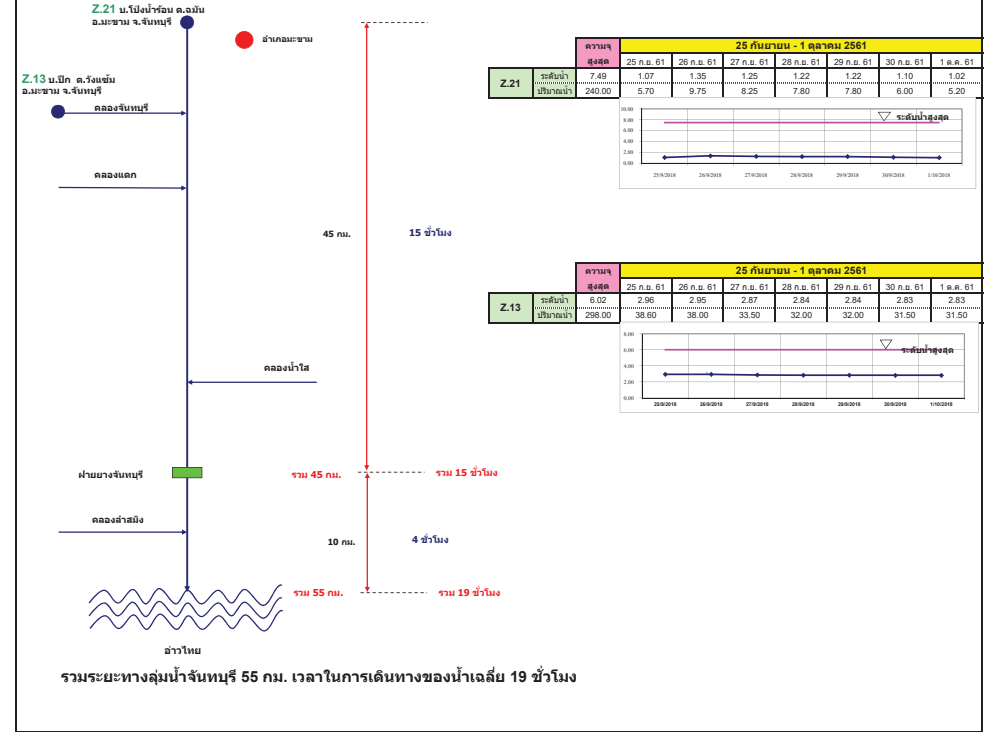 Z.21 บ.โป่งน้ำร้อน ต.ฉมัน
อ.มะขาม จ.จันทบุรี
อำเภอมะขาม
Z.13 บ.ปึก ต.วังแซ้ม
อ.มะขาม จ.จันทบุรี
คลองจันทบุรี
คลองแตก
45 กม.
15 ชั่วโมง
คลองน้ำใส
ฝายยางจันทบุรี
รวม 45 กม.
รวม 15 ชั่วโมง
คลองลำสมิง
10 กม.
4 ชั่วโมง
รวม 55 กม.
รวม 19 ชั่วโมง
อ่าวไทย
รวมระยะทางลุ่มน้ำจันทบุรี 55 กม. เวลาในการเดินทางของน้ำเฉลี่ย 19 ชั่วโมง
ความจุ 25 กันยายน - 1 ตุลาคม 2561
สูงสุด 25 ก.ย. 61 26 ก.ย. 61 27 ก.ย. 61 28 ก.ย. 61 29 ก.ย. 61 30 ก.ย. 61 1 ต.ค. 61
Z.21
ระดับน้ำ 7.49 1.07 1.35 1.25 1.22 1.22 1.10 1.02
ปริมาณน้ำ 240.00 5.70 9.75 8.25 7.80 7.80 6.00 5.20
10.00
8.00
6.00
4.00
2.00
0.00
ระดับน้ำสูงสุด
25/9/2018 26/9/2018 27/9/2018 28/9/2018 29/9/2018 30/9/2018 1/10/2018
ความจุ 25 กันยายน - 1 ตุลาคม 2561
สูงสุด 25 ก.ย. 61 26 ก.ย. 61 27 ก.ย. 61 28 ก.ย. 61 29 ก.ย. 61 30 ก.ย. 61 1 ต.ค. 61
Z.13
ระดับน้ำ 6.02 2.96 2.95 2.87 2.84 2.84 2.83 2.83
ปริมาณน้ำ 298.00 38.60 38.00 33.50 32.00 32.00 31.50 31.50
8.00
6.00
4.00
2.00
0.00
ระดับน้ำสูงสุด
25/9/2018 26/9/2018 27/9/2018 28/9/2018 29/9/2018 30/9/2018 1/10/2018